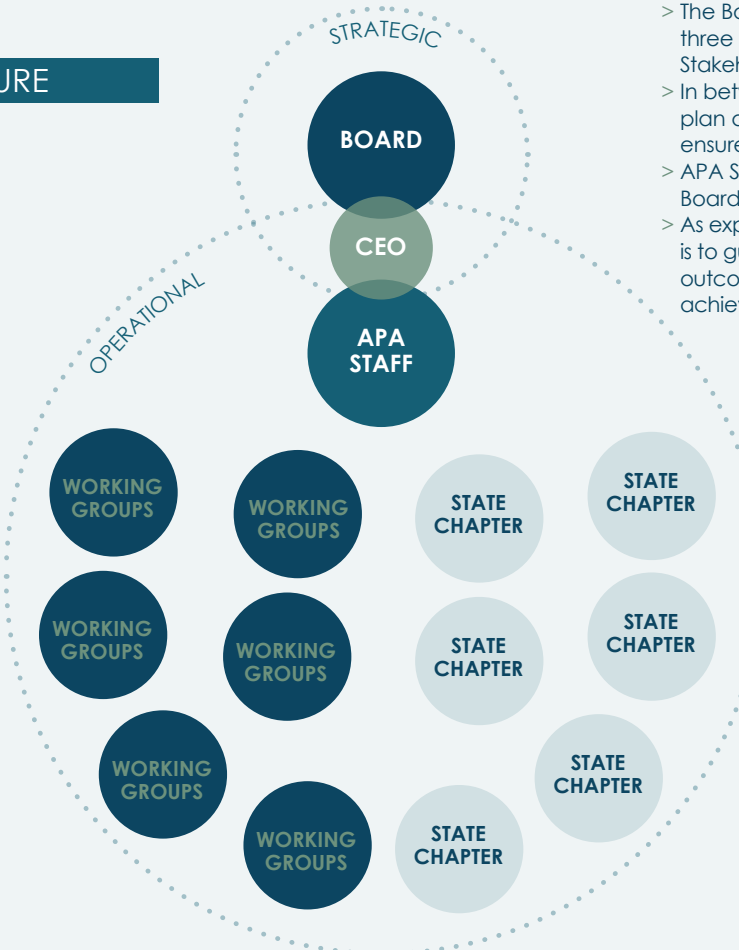 URE
STRATEGIC
BOARD
CEO
APA
STAFF
OPERATIONAL
WORKING
GROUPS
WORKING
GROUPS
STATE
CHAPTER
STATE
CHAPTER
WORKING
GROUPS
WORKING
GROUPS
STATE
CHAPTER
STATE
CHAPTER
WORKING
GROUPS
WORKING
GROUPS
STATE
CHAPTER
STATE
CHAPTER
> The Bo
three
Stakeh
> In bet
plan a
ensure
> APA S
Board
> As exp
is to gu
outco
achiev